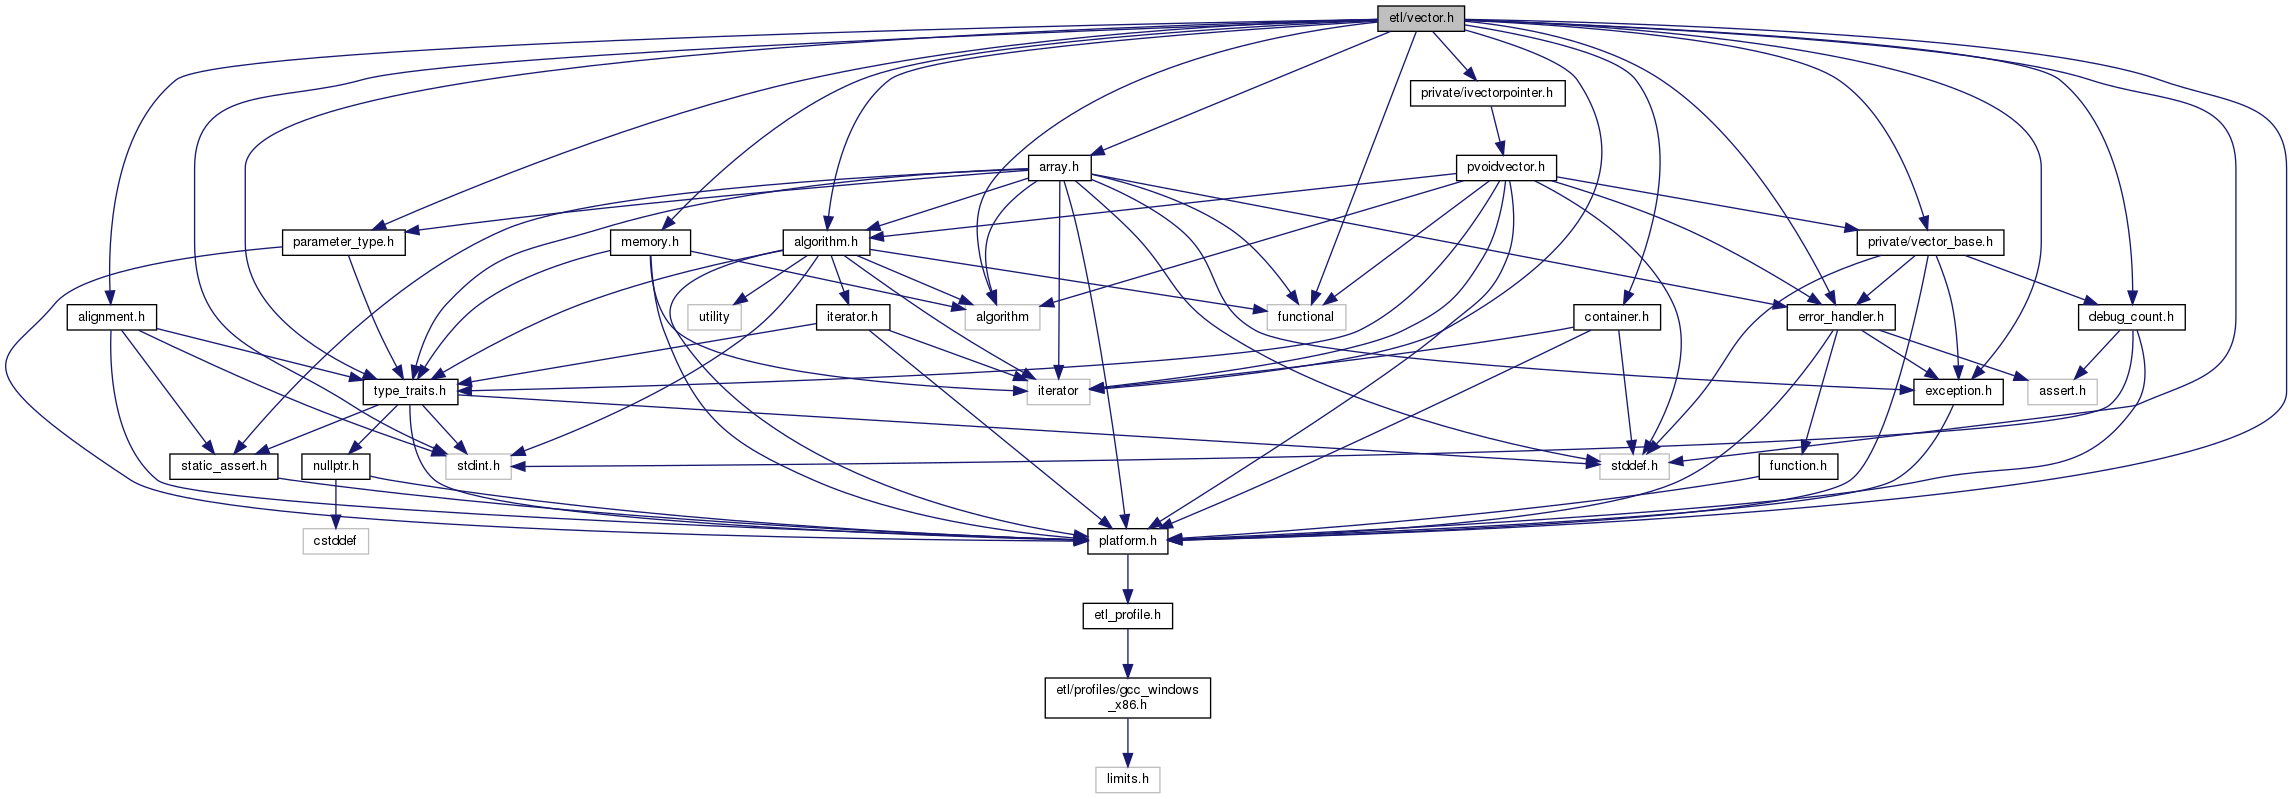 etl/vector.h
private/ivectorpointer.h
array.h
pvoidvector.h
parameter_type.h
memory.h
algorithm.h
private/vector_base.h
alignment.h
utility
iterator.h
algorithm
functional
container.h
error_handler.h
debug_count.h
type_traits.h
iterator
exception.h
assert.h
static_assert.h
nullptr.h
stdint.h
stddef.h
function.h
cstddef
platform.h
etl_profile.h
etl/profiles/gcc_windows
_x86.h
limits.h